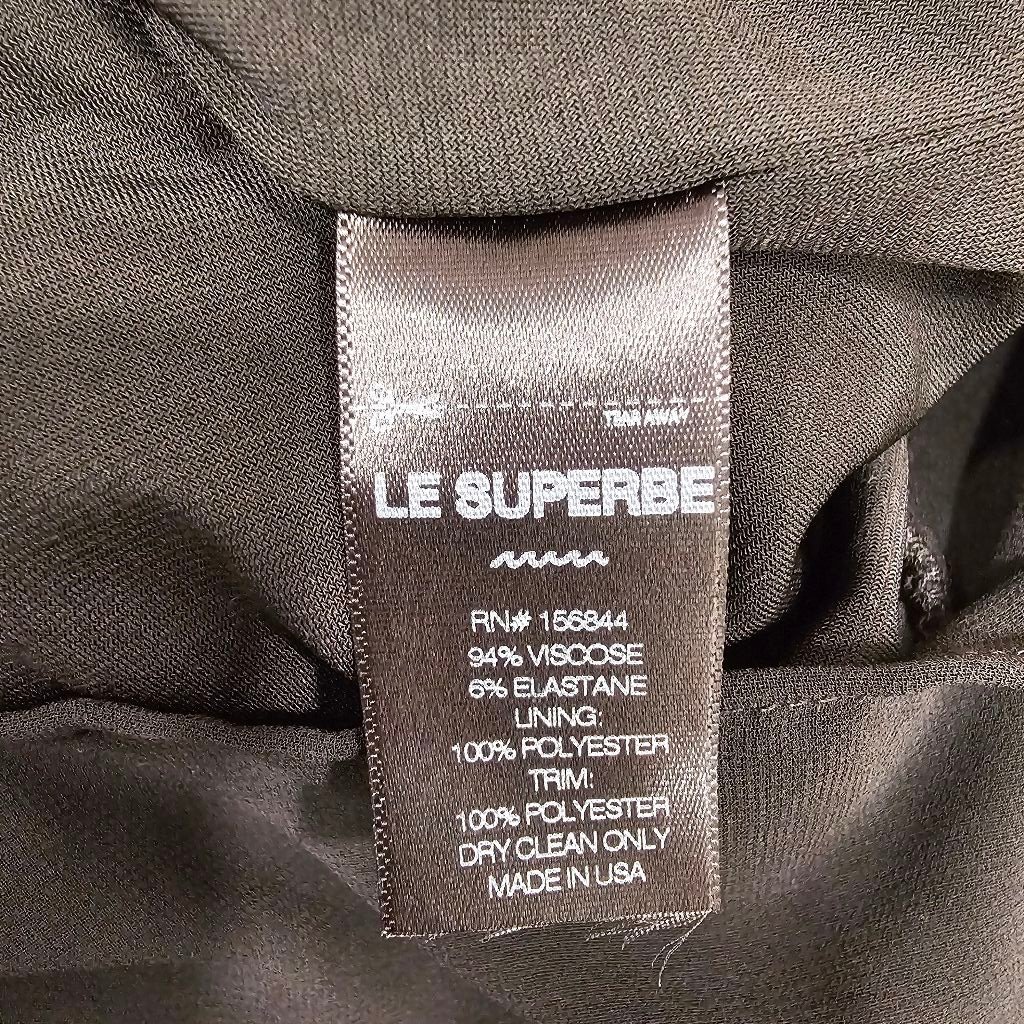 TEAR AWAY
LE SUPERBE
RN# 156844
94% VISCOSE
6% ELASTANE
LINING:
100% POLYESTER
TRIM:
100% POLYESTER
DRY CLEAN ONLY
MADE IN USA